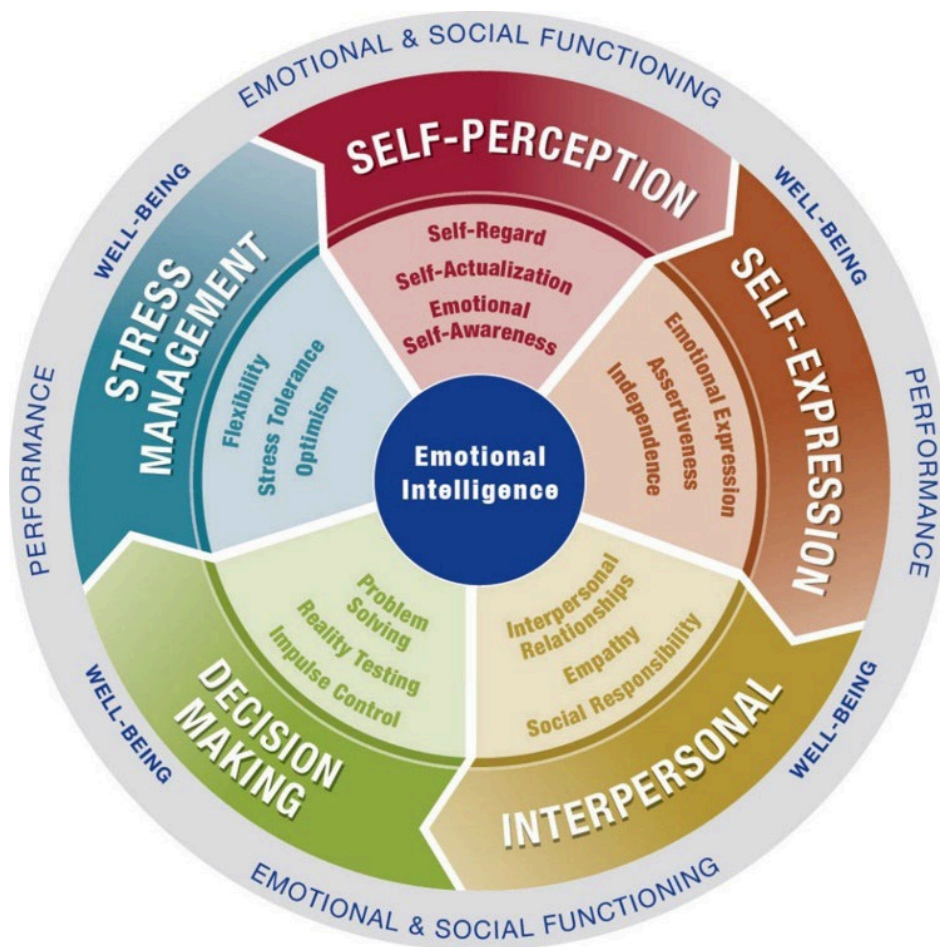 EMOTIONAL & SOCIAL FUNCTIONING
WELL-BEING
WELL-BEING
PERFORMANCE
PERFORMANCE
WELL-BEING
WELL-BEING
EMOTIONAL & SOCIAL FUNCTIONING
SELF-PERCEPTION
Self-Regard
Self-Actualization
Emotional
Self-Awareness
SELF-EXPRESSION
Emotional Expression
Assertiveness
Independence
INTERPERSONAL
Interpersonal
Relationships
Empathy
Social Responsibility
DECISION
MAKING
Problem
Solving
Reality Testing
Impulse Control
STRESS
MANAGEMENT
Flexibility
Stress Tolerance
Optimism
Emotional
Intelligence